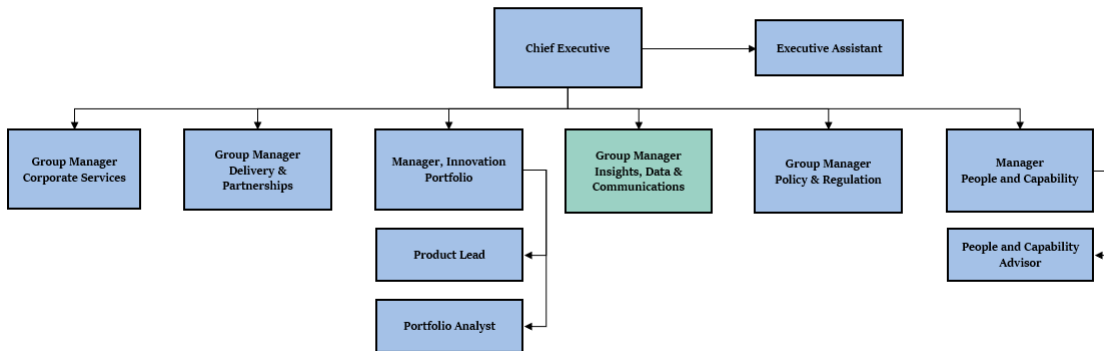 Chief Executive
Executive Assistant
Group Manager
Corporate Services
Group Manager
Delivery &
Partnerships
Manager, Innovation
Portfolio
Group Manager
Insights, Data &
Communications
Group Manager
Policy & Regulation
Manager
People and Capability
Product Lead
People and Capability
Advisor
Portfolio Analyst